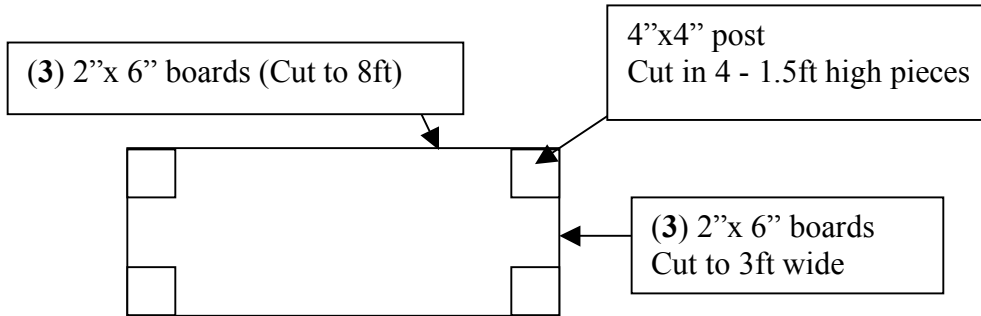 (3) 2”x 6” boards (Cut to 8ft)
4”x4” post
Cut in 4 - 1.5ft high pieces
(3) 2”x 6” boards
Cut to 3ft wide